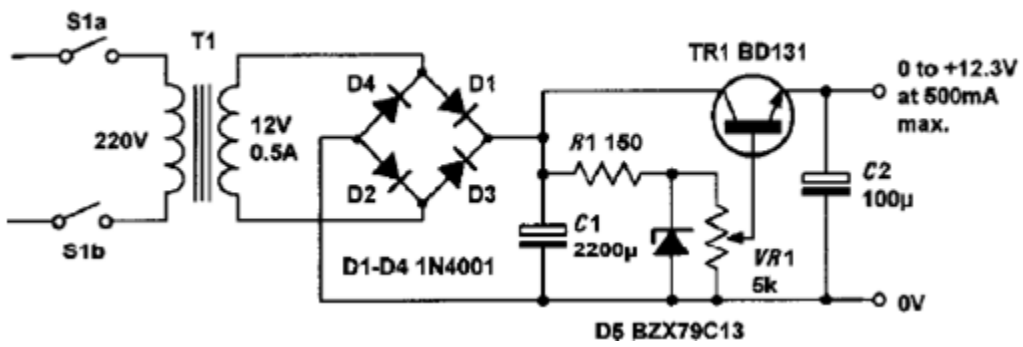 S1a
T1
TR1 BD131
0 to +12.3V
at 500mA
max.
D4
D1
220V
12V
0.5A
R1 150
D2
D3
C1
2200μ
C2
100μ
S1b
D1-D4 1N4001
VR1
5k
0V
D5 BZX79C13